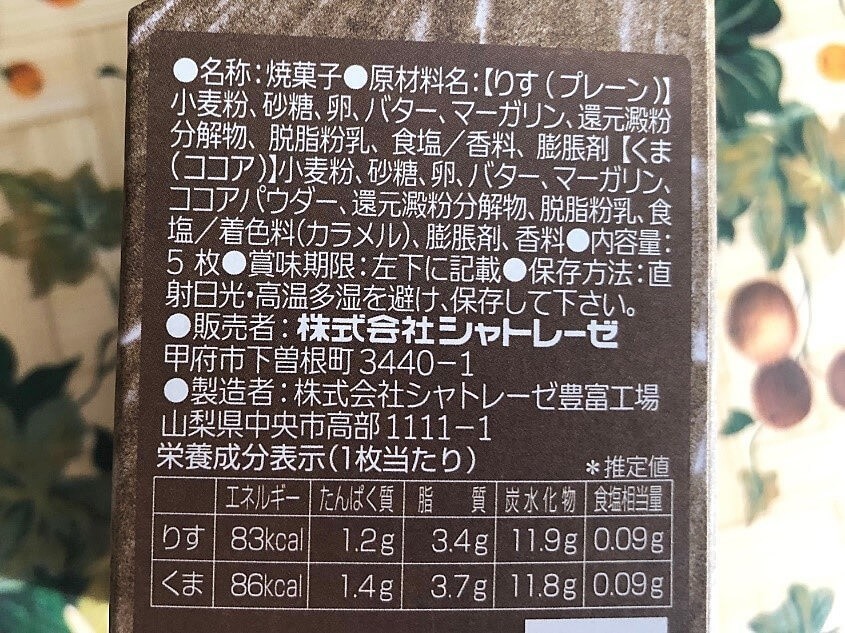 ●名称:焼菓子●原材料名:【りす(プレーン)】
小麦粉、砂糖、卵、バター、マーガリン、還元澱粉
分解物、脱脂粉乳、食塩/香料、膨脹剤【くま
(ココア)】小麦粉、砂糖、卵、バター、マーガリン、
ココアパウダー、還元澱粉分解物、脱脂粉乳、食
塩/着色料(カラメル)、膨脹剤、香料●内容量:
5枚●賞味期限:左下に記載●保存方法:直
射日光・高温多湿を避け、保存して下さい。
●販売者:株式会社シャトレーゼ
甲府市下曽根町3440-1
●製造者:株式会社シャトレーゼ豊富工場
山梨県中央市高部1111-1
栄養成分表示(1枚当たり) *推定値
エネルギー たんぱく質 脂質 炭水化物 食塩相当量
りす 83kcal 1.2g 3.4g 11.9g 0.09g
くま 86kcal 1.4g 3.7g 11.8g 0.09g